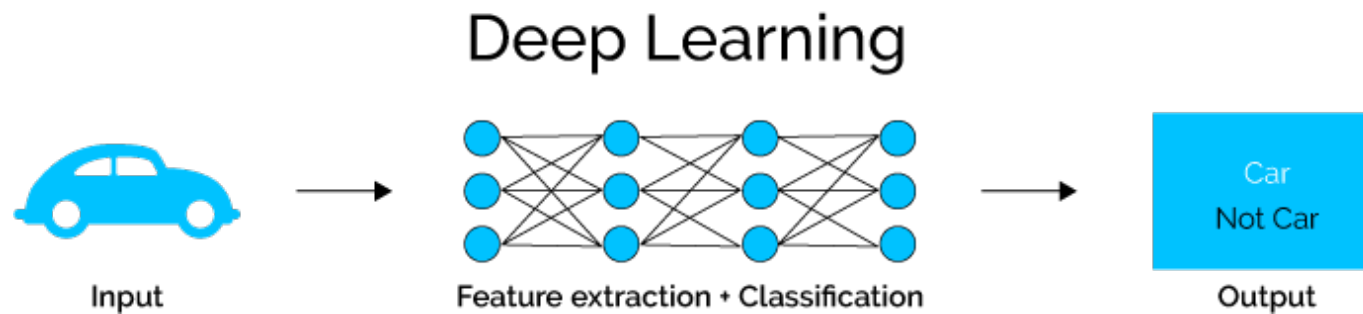 Deep Learning
Car
Not Car
Input
Feature extraction + Classification
Output